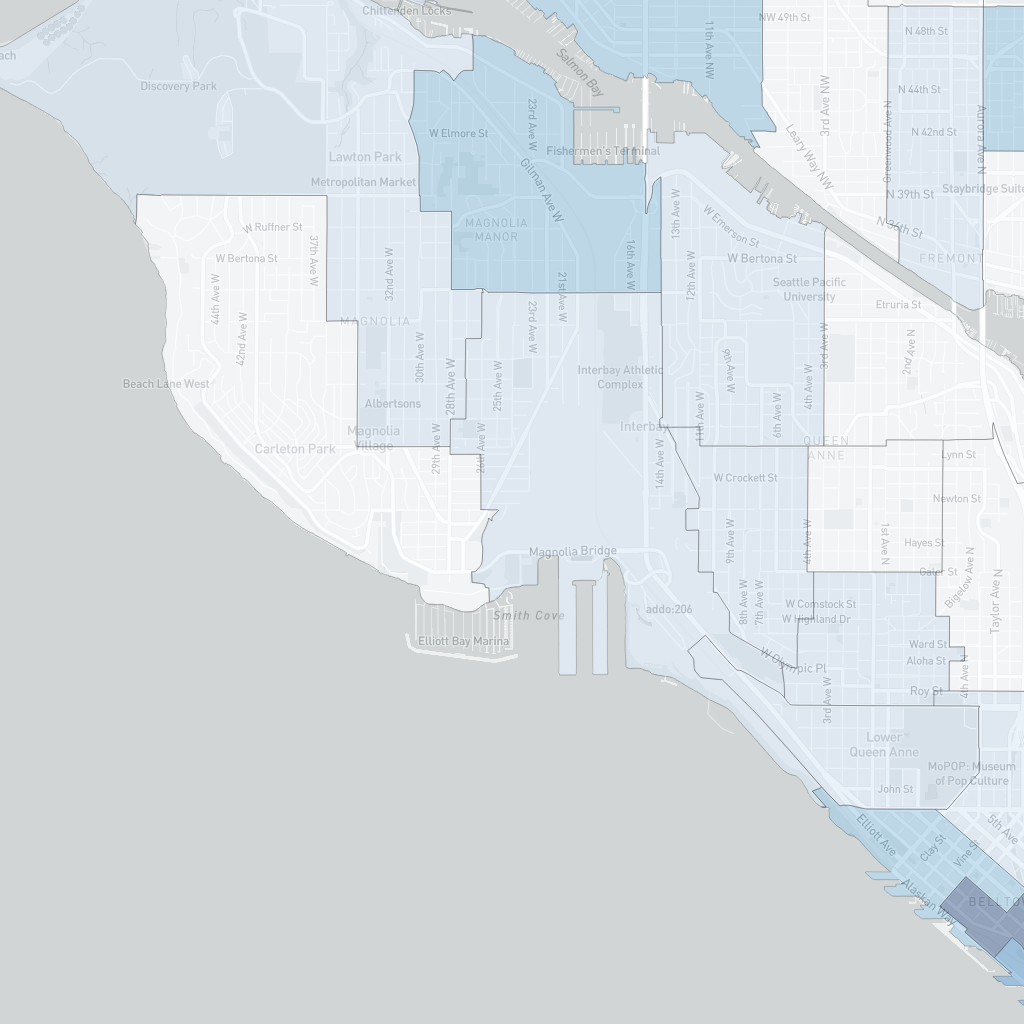 Chittenden Locks
NW 49th St
N 48th St
11th Ave NW
ach
Salmon Bay
Discovery Park
3rd Ave NW
N 44th St
23rd Ave W
W Elmore St
Leary Way NW
Greenwood Ave N
N 42nd St
Aurora Ave N
Lawton Park
Fishermen's Terminal
Metropolitan Market
Gilman Ave W
N 39th St
Staybridge Suite
W Ruffner St
MAGNOLIA
MANOR
13th Ave W
W Emerson St
N 36th St
37th Ave W
W Bertona St
32nd Ave W
16th Ave W
W Bertona St
FREMONT
44th Ave W
21st Ave W
12th Ave W
Seattle Pacific
University
Etruria St
MAGNOLIA
42nd Ave W
23rd Ave W
3rd Ave W
2nd Ave N
30th Ave W
Interbay Athletic
Complex
9th Ave W
Beach Lane West
28th Ave W
25th Ave W
4th Ave W
Albertsons
11th Ave W
6th Ave W
Interbay
Magnolia
Village
QUEEN
ANNE
Carleton Park
29th Ave W
26th Ave W
14th Ave W
Lynn St
W Crockett St
Newton St
9th Ave W
4th Ave W
1st Ave N
Hayes St
Magnolia Bridge
Galer St
Bigelow Ave N
Taylor Ave N
8th Ave W
7th Ave W
addo:206
W Comstock St
W Highland Dr
Smith Cove
Elliott Bay Marina
Ward St
Aloha St
W Olympic Pl
4th Ave N
Roy St
3rd Ave W
Lower
Queen Anne
MoPOP: Museum
of Pop Culture
John St
5th Ave
Elliott Ave
Clay St
Vine St
Alaskan Way
BELLTOW